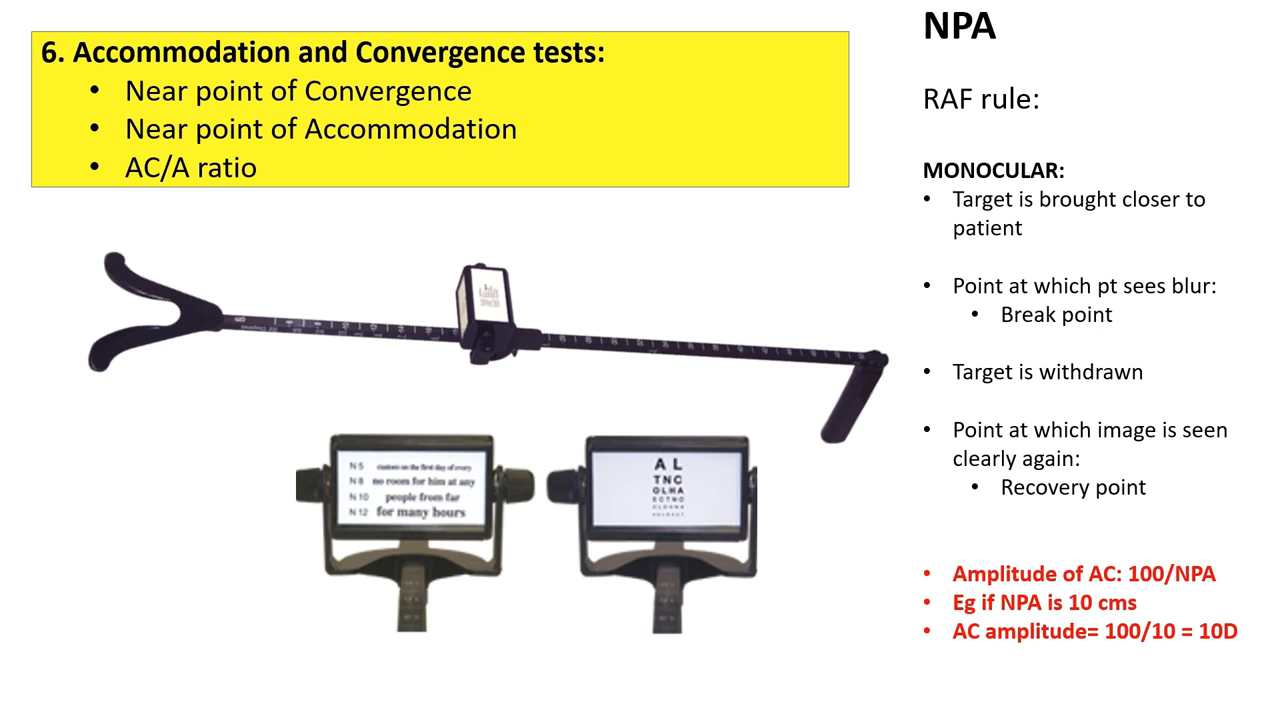 6. Accommodation and Convergence tests:
• Near point of Convergence
• Near point of Accommodation
• AC/A ratio
NPA
RAF rule:
MONOCULAR:
• Target is brought closer to
patient
• Point at which pt sees blur:
• Break point
• Target is withdrawn
• Point at which image is seen
clearly again:
• Recovery point
• Amplitude of AC: 100/NPA
• Eg if NPA is 10 cms
• AC amplitude= 100/10 = 10D
N 5 custom on the first day of every
N 8 no room for him at any
N 10 people from far
N 12 for many hours
A L
TNC
OLHA
ECTNO